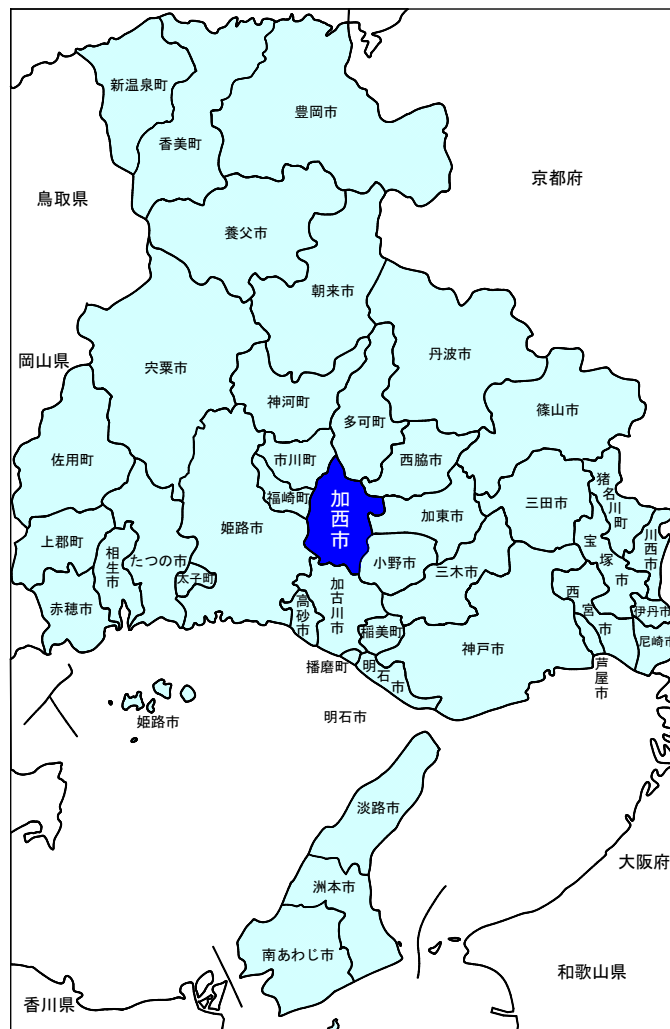 新温泉町
豊岡市
香美町
京都府
鳥取県
養父市
朝来市
丹波市
岡山県
宍粟市
神河町
篠山市
多可町
佐用町
市川町
西脇市
猪名川町
福崎町
加西市
三田市
姫路市
加東市
川西市
上郡町
相生市
たつの市
宝塚市
小野市
三木市
太子町
加古川市
西宮市
赤穂市
高砂市
伊丹市
稲美町
神戸市
尼崎市
播磨町
明石市
芦屋市
姫路市
明石市
淡路市
大阪府
洲本市
南あわじ市
和歌山県
香川県